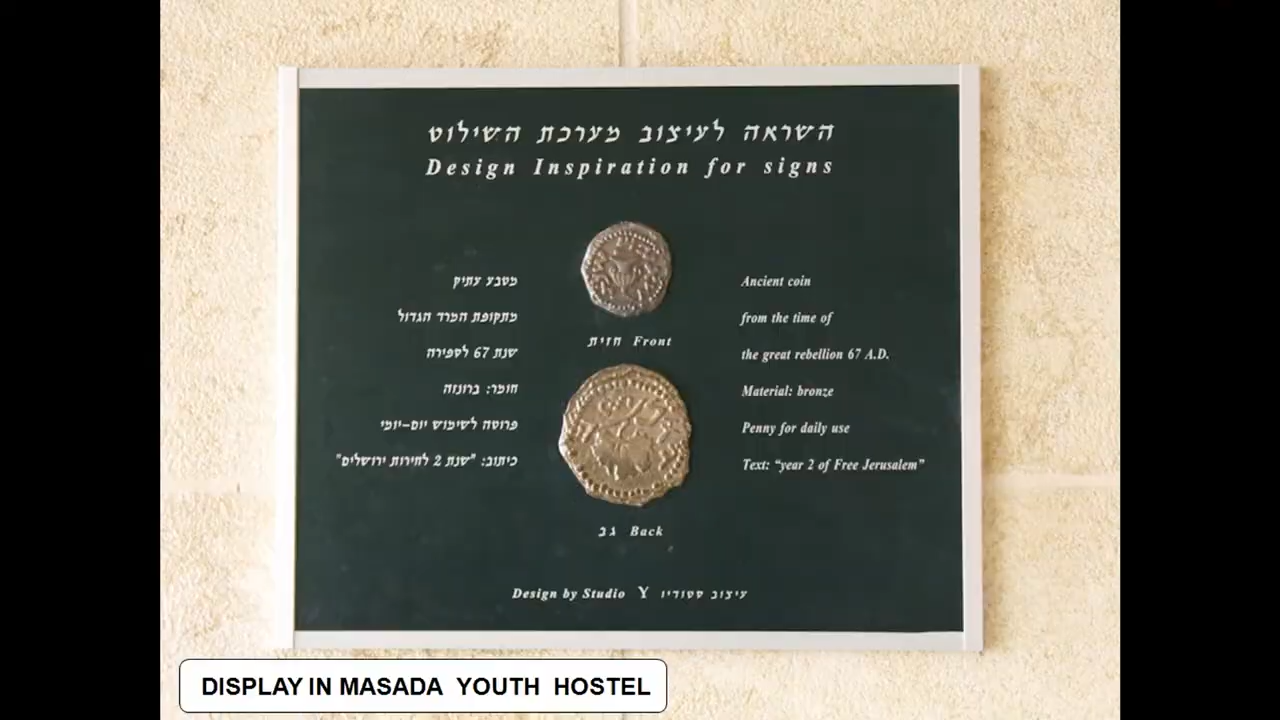 השראה לעיצוב מערכת השילוט
Design Inspiration for signs
מטבע עתיק
מתקופת המרד הגדול
שנת 67 לספירה
חומר: ברונזה
פרוטה לשימוש יום-יומי
כיתוב: "שנת 2 לחירות ירושלים"
חזית Front
גב Back
Ancient coin
from the time of
the great rebellion 67 A.D.
Material: bronze
Penny for daily use
Text: “year 2 of Free Jerusalem”
Design by Studio Y עיצוב סטודיו
DISPLAY IN MASADA YOUTH HOSTEL